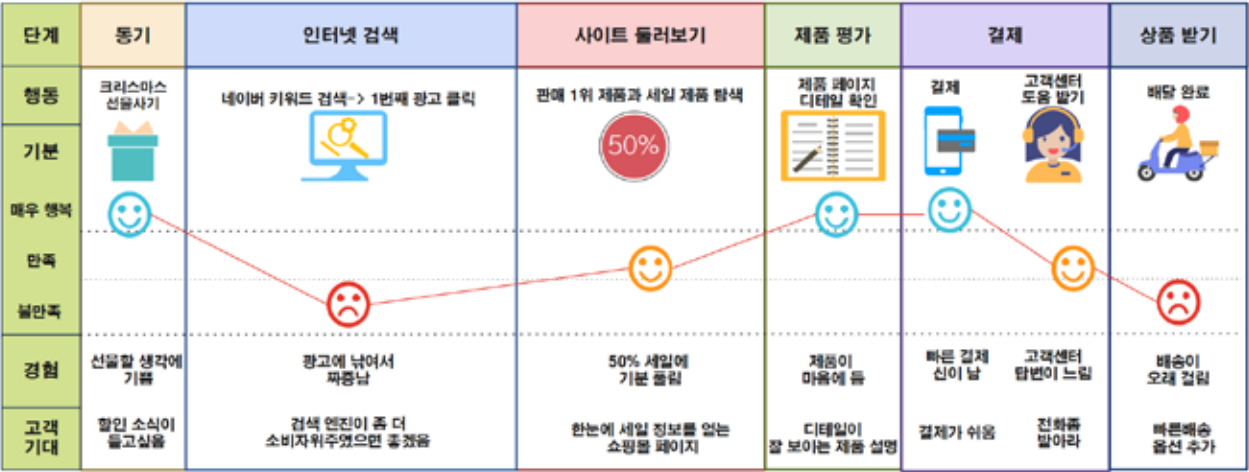 단계 동기 인터넷 검색 사이트 둘러보기 제품 평가 결제 상품 받기
행동
크리스마스
선물사기
네이버 키워드 검색-> 1번째 광고 클릭
판매 1위 제품과 세일 제품 탐색
제품 페이지
디테일 확인
결제
고객센터
도움 받기
배달 완료
기분
50%
매우 행복
만족
불만족
경험
선물할 생각에
기쁨
광고에 낚여서
짜증남
50% 세일에
기분 풀림
제품이
마음에 듬
빠른 결제
신이 남
고객센터
답변이 느림
배송이
오래 걸림
고객
기대
할인 소식이
듣고싶음
검색 엔진이 좀 더
소비자위주였으면 좋겠음
한눈에 세일 정보를 얻는
쇼핑몰 페이지
디테일이
잘 보이는 제품 설명
결제가 쉬움
전화좀
받아라
빠른배송
옵션 추가